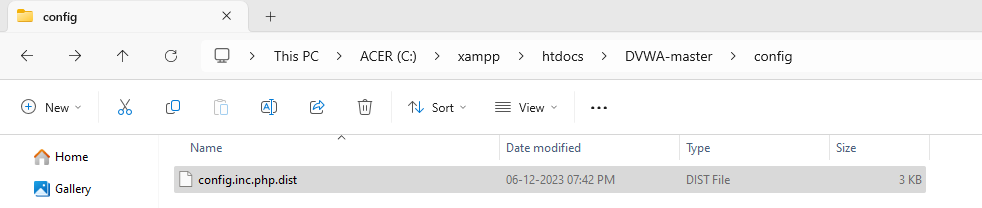 config
This PC > ACER (C:) > xampp > htdocs > DVWA-master > config
New Sort View
Name Date modified Type Size
Home
Gallery
config.inc.php.dist 06-12-2023 07:42 PM DIST File 3 KB